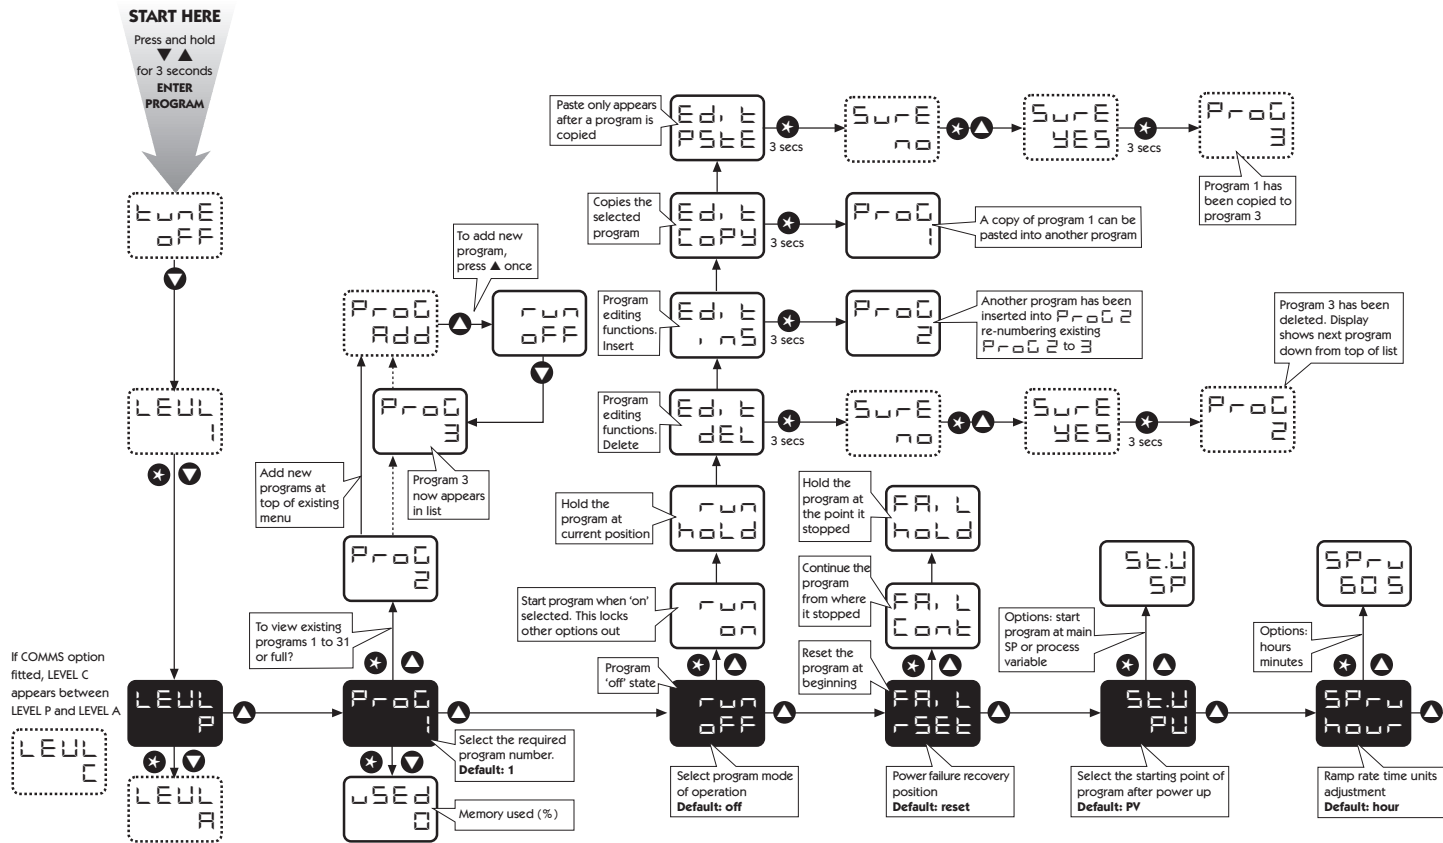 START HERE
Press and hold
▼ ▲
for 3 seconds
ENTER
PROGRAM
tunE
oFF
LEVL
1
If COMMS option
fitted, LEVEL C
appears between
LEVEL P and LEVEL A
LEVL
C
LEVL
P
LEVL
A
To add new
program,
press ▲ once
ProG
Add
run
oFF
ProG
3
Add new
programs at
top of existing
menu
Program 3
now appears
in list
ProG
2
To view existing
programs 1 to 31
or full?
ProG
1
Select the required
program number.
Default: 1
uSEd
0
Memory used (%)
Paste only appears
after a program is
copied
Edit
PStE
3 secs
SurE
no
SurE
YES
3 secs
ProG
3
Program 1 has
been copied to
program 3
Copies the
selected
program
Edit
CoPY
3 secs
ProG
1
A copy of program 1 can be
pasted into another program
Program
editing
functions.
Insert
Edit
inS
3 secs
ProG
2
Another program has been
inserted into ProG 2
re-numbering existing
ProG 2 to 3
Program 3 has been
deleted. Display
shows next program
down from top of list
Program
editing
functions.
Delete
Edit
dEL
3 secs
SurE
no
SurE
YES
3 secs
ProG
2
Hold the
program at
current position
run
hoLd
Start program when 'on'
selected. This locks
other options out
run
on
Program
'off' state
run
oFF
Select program mode
of operation
Default: off
Hold the
program at
the point it
stopped
FAiL
hoLd
Continue the
program
from where
it stopped
FAiL
Cont
Reset the
program at
beginning
FAiL
rSEt
Power failure recovery
position
Default: reset
St.V
SP
Options: start
program at main
SP or process
variable
St.V
PV
Select the starting point of
program after power up
Default: PV
SPru
60 S
Options:
hours
minutes
SPru
hour
Ramp rate time units
adjustment
Default: hour